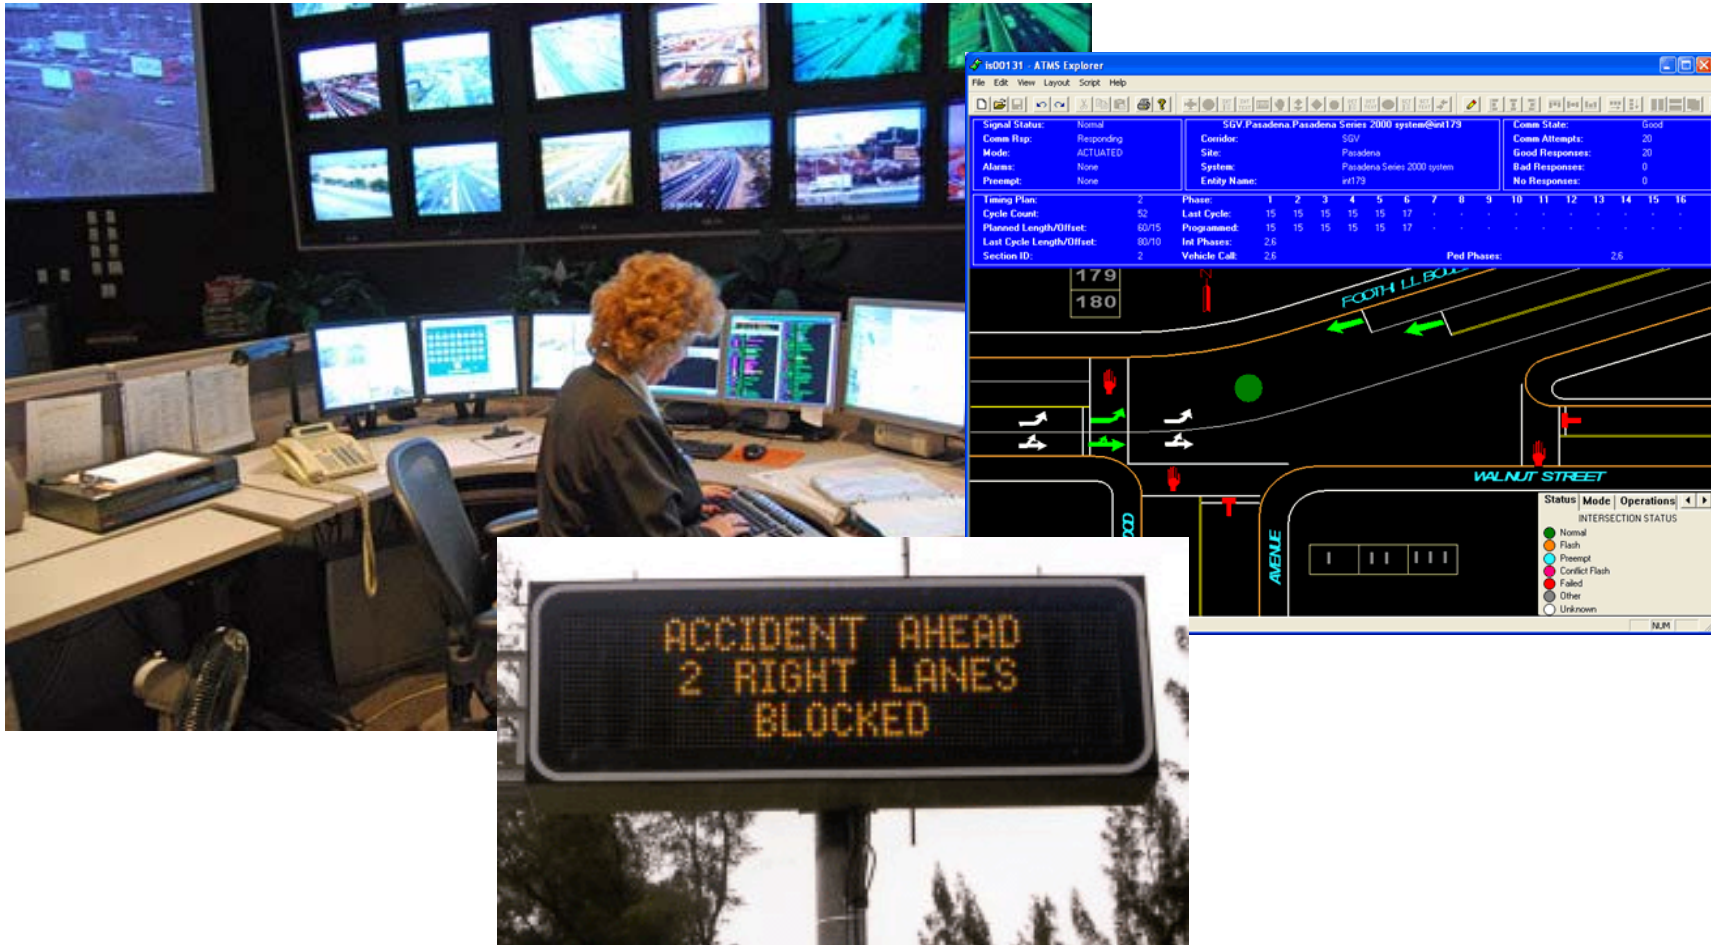 is00131 - ATMS Explorer
File Edit View Layout Script Help
Signal Status: Normal
Comm Rsp: Responding
Mode: ACTUATED
Alarms: None
Preempt: None
SGV.Pasadena.Pasadena Series 2000 system@int179
Corridor: SGV
Site: Pasadena
System: Pasadena Series 2000 system
Entity Name: int179
Comm State: Good
Comm Attempts: 20
Good Responses: 20
Bad Responses: 0
No Responses: 0
Timing Plan: 2 Phase: 1 2 3 4 5 6 7 8 9 10 11 12 13 14 15 16
Cycle Count: 52 Last Cycle: 15 15 15 15 15 17 - - - - - - - - - -
Planned Length/Offset: 60/15 Programmed: 15 15 15 15 15 17 - - - - - - - - - -
Last Cycle Length/Offset: 80/10 Int Phases: 2,6
Section ID: 2 Vehicle Call: 2,6 Ped Phases: 2,6
179
180
FOOTHILL
WALNUT STREET
AVENUE
I II III
Status Mode Operations
INTERSECTION STATUS
Normal
Flash
Preempt
Conflict Flash
Failed
Other
Unknown
NUM
ACCIDENT AHEAD
2 RIGHT LANES
BLOCKED